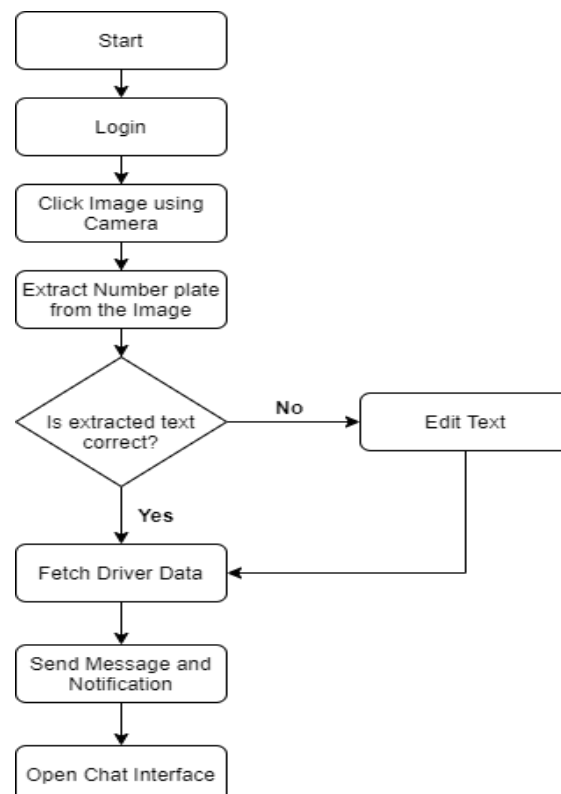 Start
Login
Click Image using
Camera
Extract Number plate
from the Image
Is extracted text
correct?
No
Edit Text
Yes
Fetch Driver Data
Send Message and
Notification
Open Chat Interface